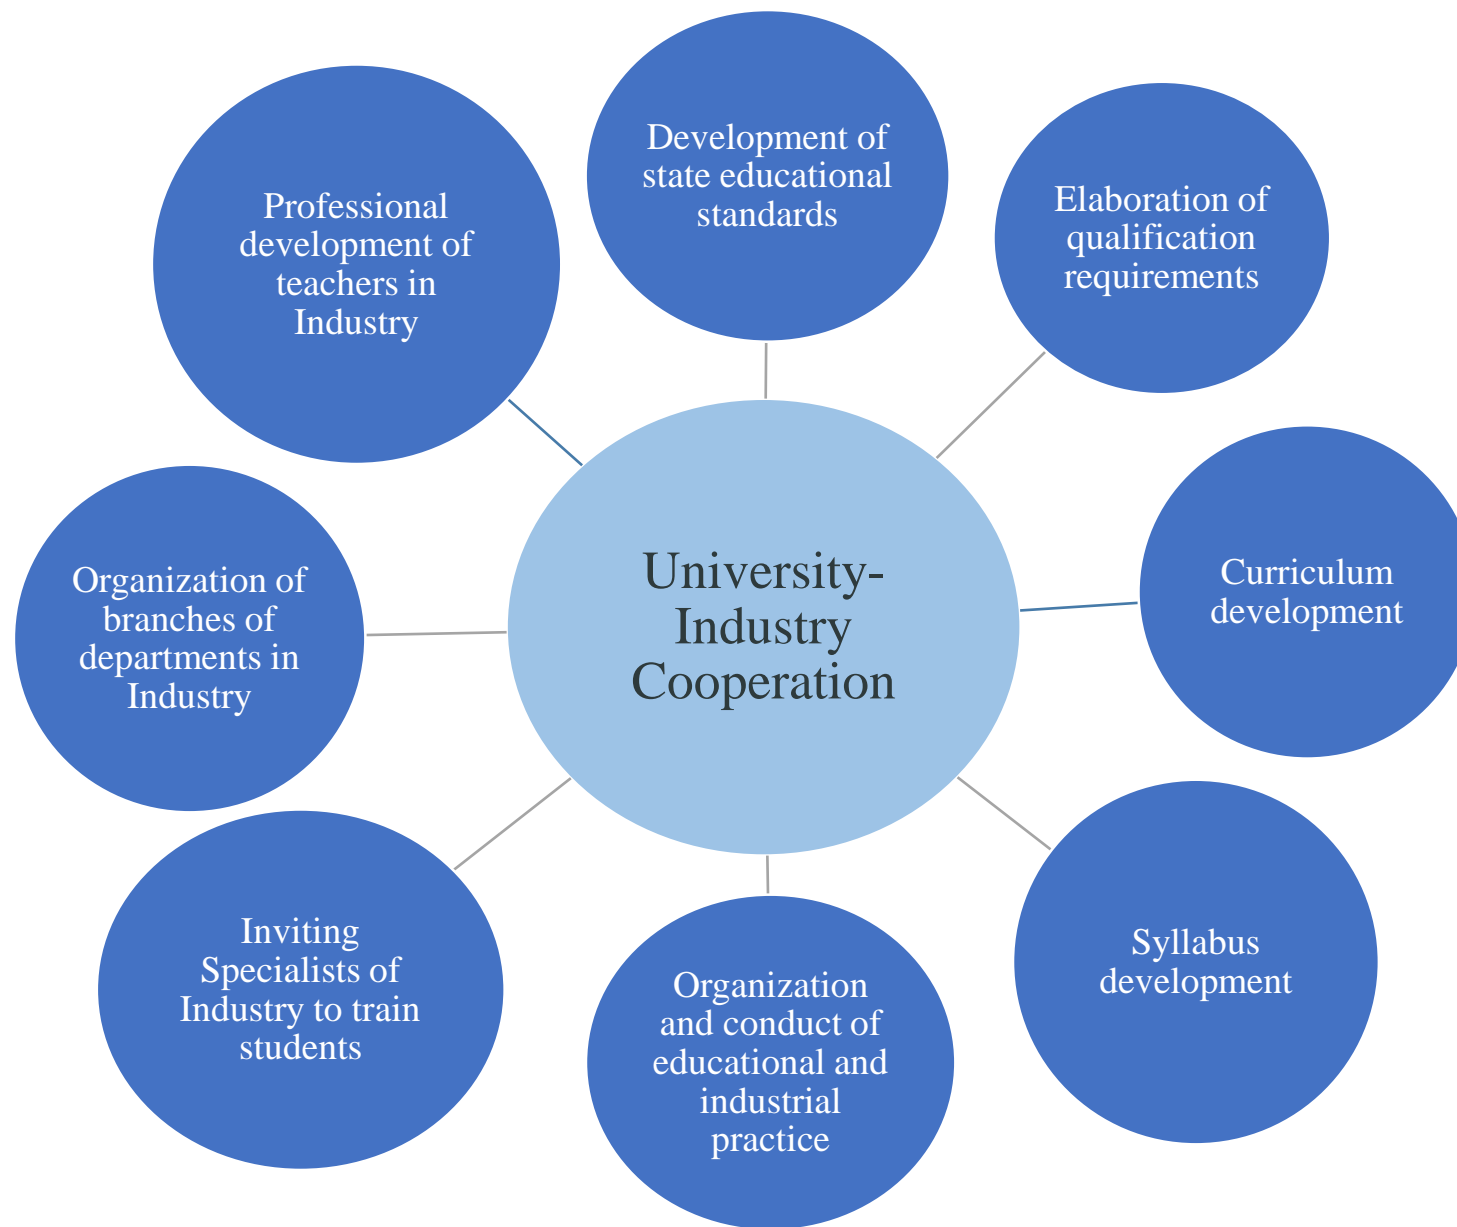 Development of
state educational
standards
Elaboration of
qualification
requirements
Curriculum
development
Syllabus
development
Organization
and conduct of
educational and
industrial
practice
Inviting
Specialists of
Industry to train
students
Organization of
branches of
departments in
Industry
Professional
development of
teachers in
Industry
University-
Industry
Cooperation